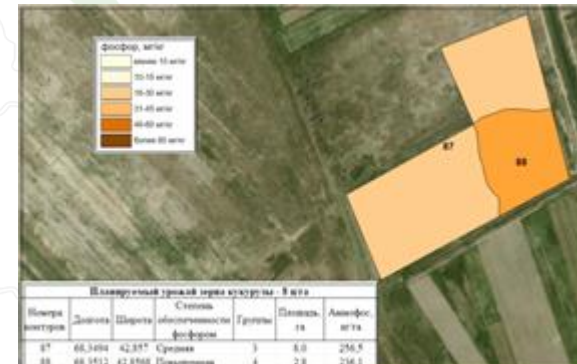 фосфор, мг/кг
менее 10 мг/кг
10-15 мг/кг
16-30 мг/кг
31-45 мг/кг
46-60 мг/кг
более 60 мг/кг
87
88
Планируемый урожай зерна кукурузы - 8 ц/га
Номера контуров Долгота Широта Степень обеспеченности фосфором Группы Площадь, га Аммофос, кг/га
87 68,3494 42,857 Средняя 3 8,0 256,5
88 68,3512 42,8568 Повышенная 4 2,8 236,1